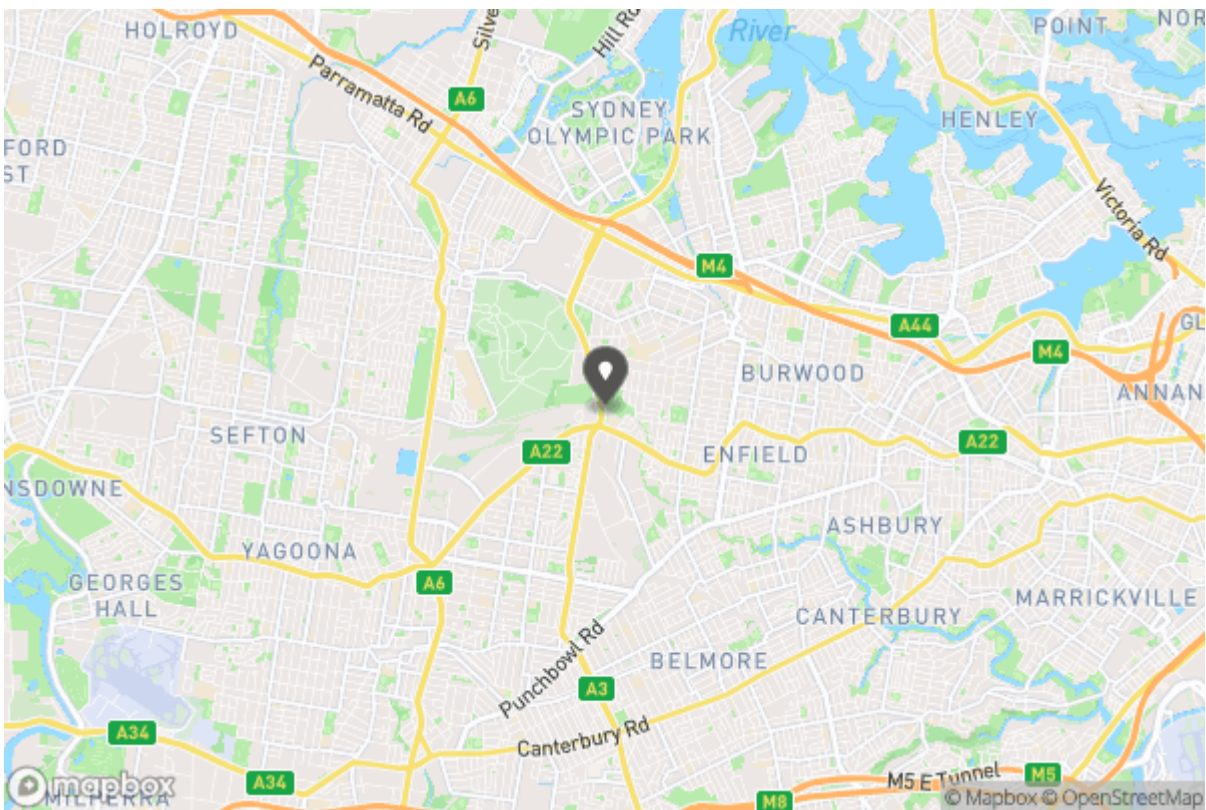 HOLROYD
Silve
Hill Rd
River
POINT
NOR
Parramatta Rd
A6
SYDNEY
OLYMPIC PARK
HENLEY
FORD
ST
Victoria Rd
M4
A44
M4
GL
BURWOOD
ANNAN
SEFTON
A22
ENFIELD
A22
NSDOWNE
YAGOONA
ASHBURY
GEORGES
HALL
A6
CANTERBURY
MARRICKVILLE
Punchbowl Rd
BELMORE
A3
Canterbury Rd
A34
A34
M5 E Tunnel
M5
M8
mapbox
MILPERRA
© Mapbox © OpenStreetMap